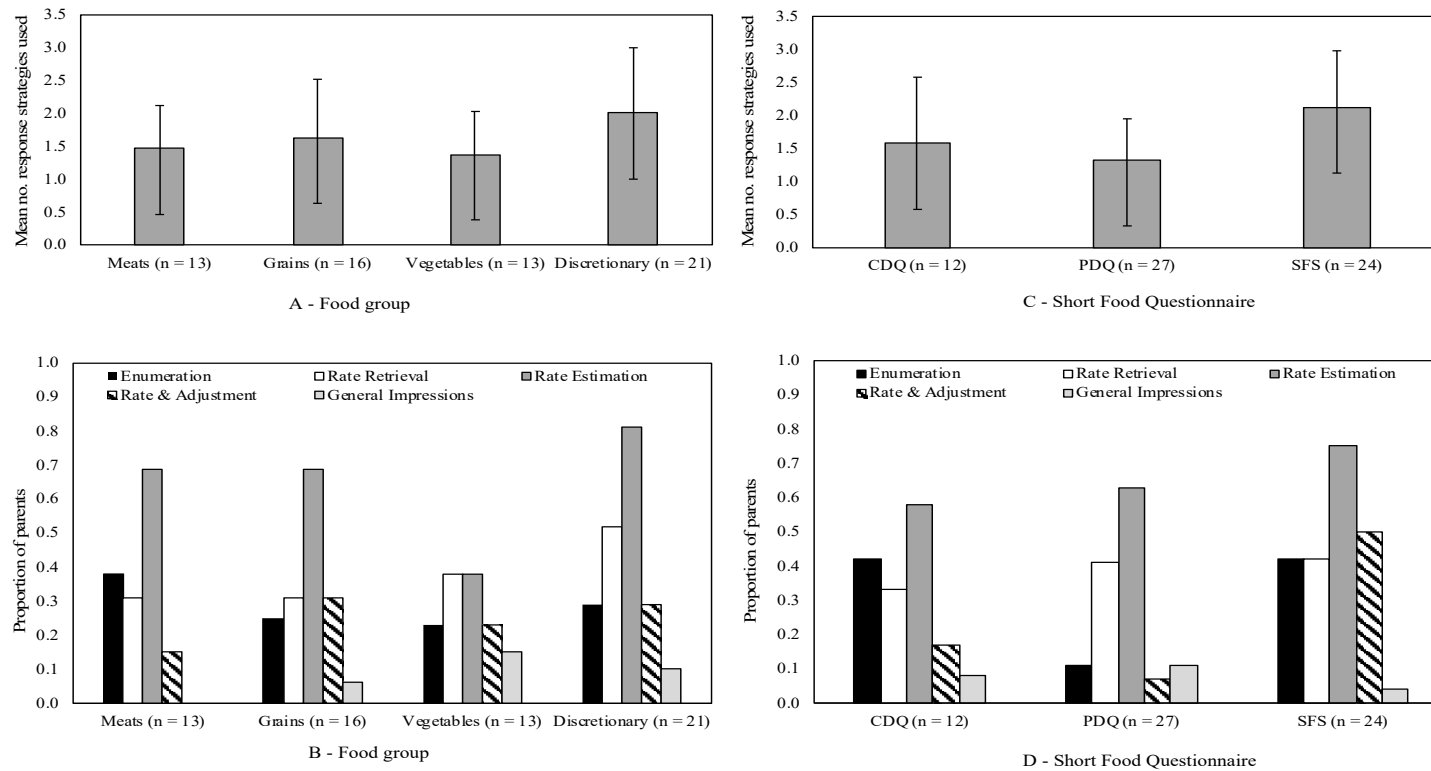 Mean no. response strategies used
3.5
3.0
2.5
2.0
1.5
1.0
0.5
0.0
Meats (n = 13) Grains (n = 16) Vegetables (n = 13) Discretionary (n = 21)
A - Food group
Mean no. response strategies used
3.5
3.0
2.5
2.0
1.5
1.0
0.5
0.0
CDQ (n = 12) PDQ (n = 27) SFS (n = 24)
C - Short Food Questionnaire
Proportion of parents
1.0
0.9
0.8
0.7
0.6
0.5
0.4
0.3
0.2
0.1
0.0
Enumeration Rate Retrieval Rate Estimation
Rate & Adjustment General Impressions
Meats (n = 13) Grains (n = 16) Vegetables (n = 13) Discretionary (n = 21)
B - Food group
Proportion of parents
1.0
0.9
0.8
0.7
0.6
0.5
0.4
0.3
0.2
0.1
0.0
Enumeration Rate Retrieval Rate Estimation
Rate & Adjustment General Impressions
CDQ (n = 12) PDQ (n = 27) SFS (n = 24)
D - Short Food Questionnaire